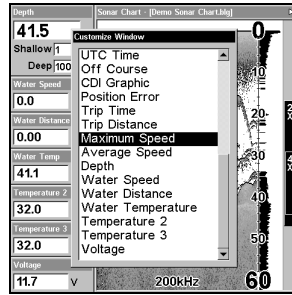 Depth
Sonar Chart - [Demo Sonar Chart.blg]
41.5
Shallow 1
Deep 100
Water Speed
0.0
Water Distance
0.00
Water Temp
41.1
Temperature 2
32.0
Temperature 3
32.0
Voltage
11.7 V
Customize Window
UTC Time
Off Course
CDI Graphic
Position Error
Trip Time
Trip Distance
Maximum Speed
Average Speed
Depth
Water Speed
Water Distance
Water Temperature
Temperature 2
Temperature 3
Voltage
0
10
20
30
40
50
60
200kHz
2
X
4
X